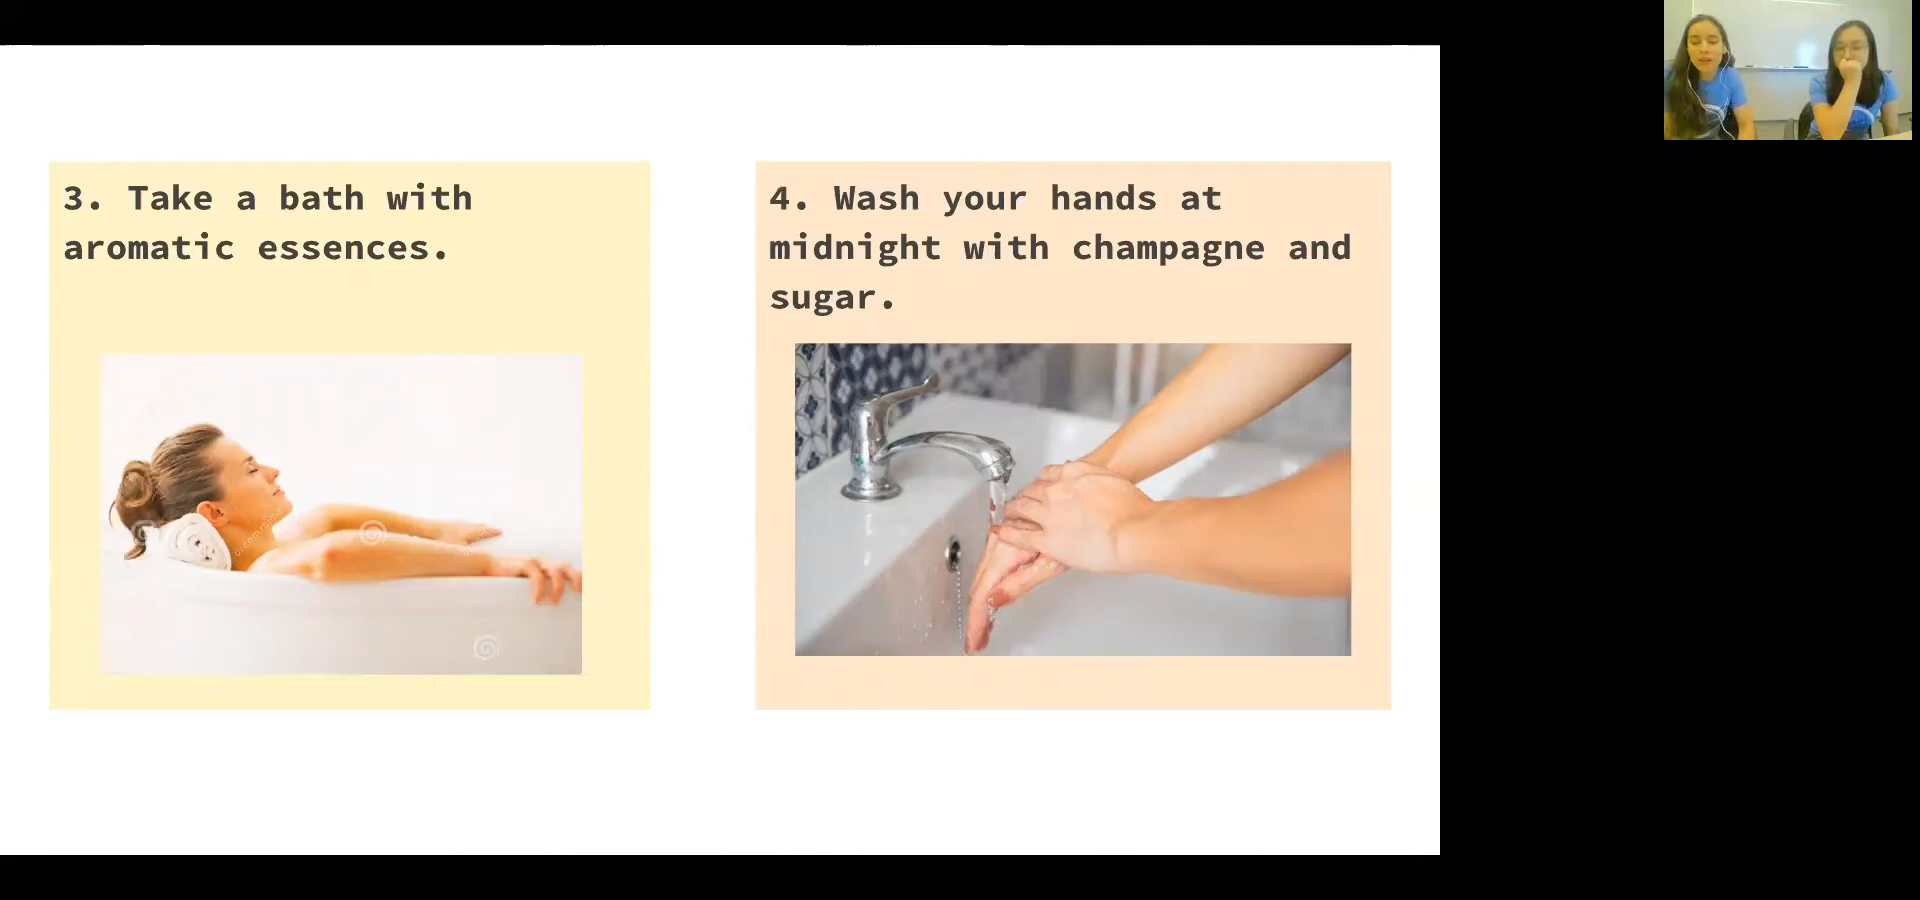 3. Take a bath with
aromatic essences.
4. Wash your hands at
midnight with champagne and
sugar.